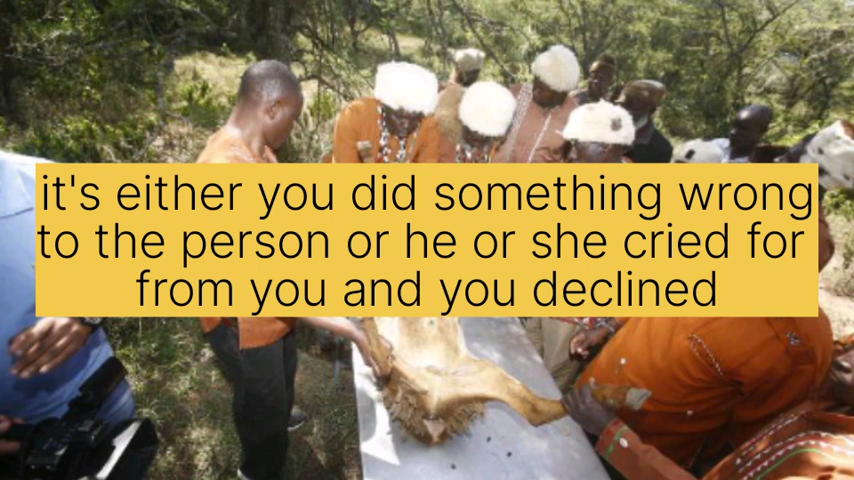 it's either you did something wrong
to the person or he or she cried for
from you and you declined